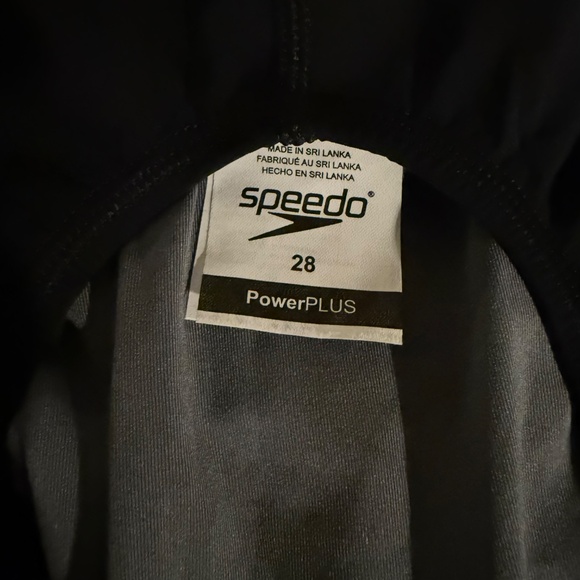 MADE IN SRI LANKA
FABRIQUÉ AU SRI LANKA
HECHO EN SRI LANKA
speedo®
28
PowerPLUS